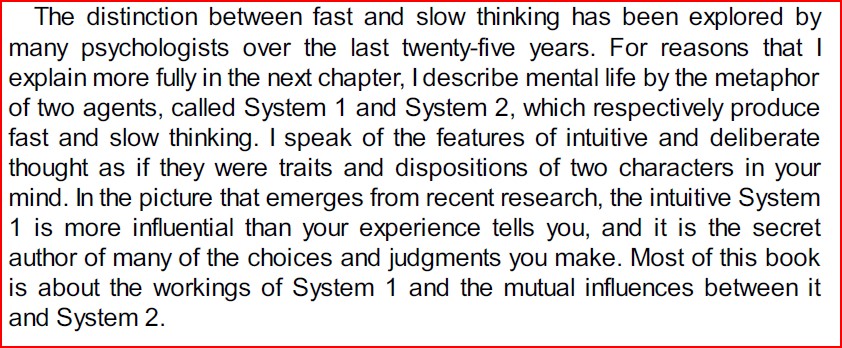 The distinction between fast and slow thinking has been explored by
many psychologists over the last twenty-five years. For reasons that I
explain more fully in the next chapter, I describe mental life by the metaphor
of two agents, called System 1 and System 2, which respectively produce
fast and slow thinking. I speak of the features of intuitive and deliberate
thought as if they were traits and dispositions of two characters in your
mind. In the picture that emerges from recent research, the intuitive System
1 is more influential than your experience tells you, and it is the secret
author of many of the choices and judgments you make. Most of this book
is about the workings of System 1 and the mutual influences between it
and System 2.